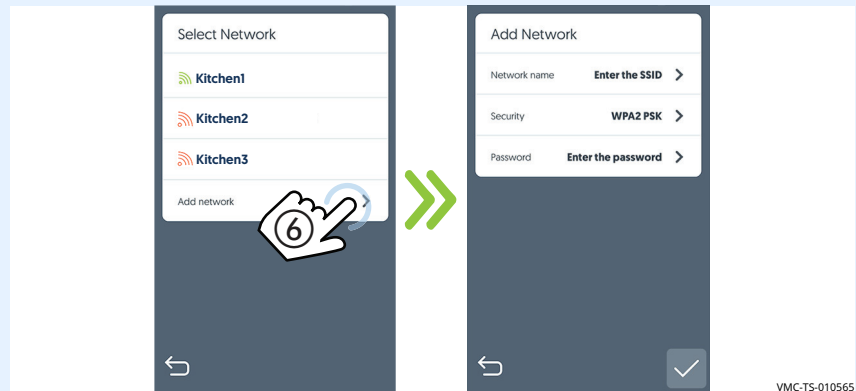 Select Network
Kitchen1
Kitchen2
Kitchen3
Add network
6
Add Network
Network name Enter the SSID
Security WPA2 PSK
Password Enter the password
VMC-TS-010565